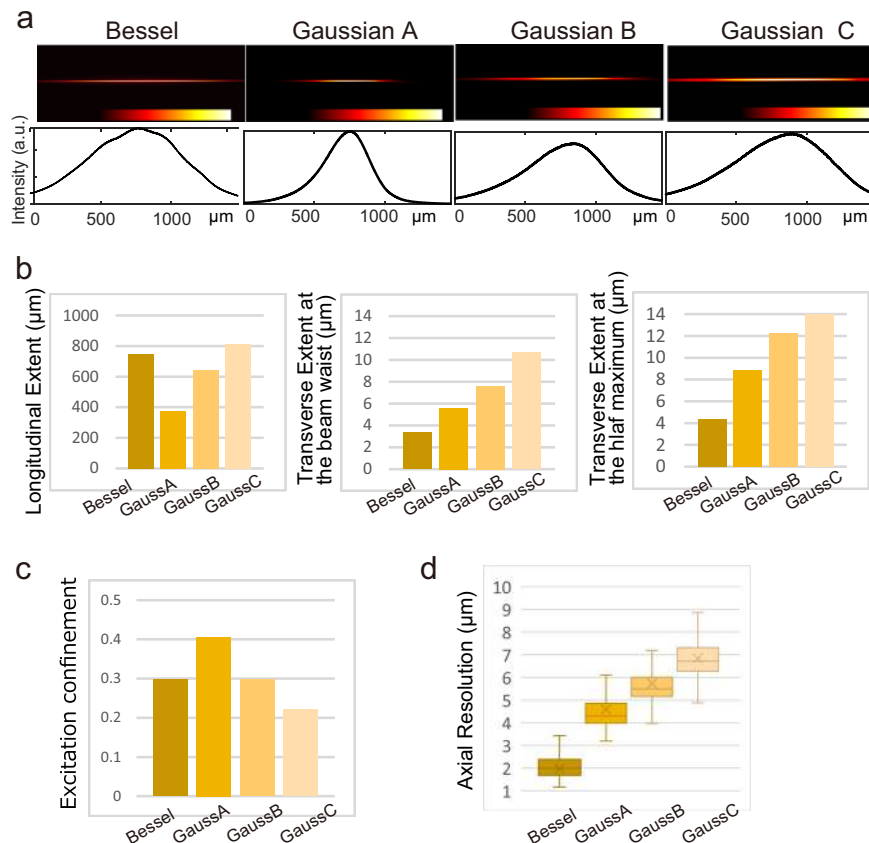 a
Bessel
Gaussian A
Gaussian B
Gaussian C
Intensity (a.u.)
0 500 1000 µm
0 500 1000 µm
0 500 1000 µm
0 500 1000 µm
b
Longitudinal Extent (µm)
1000
800
600
400
200
0
Bessel GaussA GaussB GaussC
Transverse Extent at
the beam waist (µm)
14
12
10
8
6
4
2
0
Bessel GaussA GaussB GaussC
Transverse Extent at
the hlaf maximum (µm)
14
12
10
8
6
4
2
0
Bessel GaussA GaussB GaussC
c
Excitation confinement
0.5
0.4
0.3
0.2
0.1
0
Bessel GaussA GaussB GaussC
d
Axial Resolution (µm)
10
9
8
7
6
5
4
3
2
1
Bessel GaussA GaussB GaussC